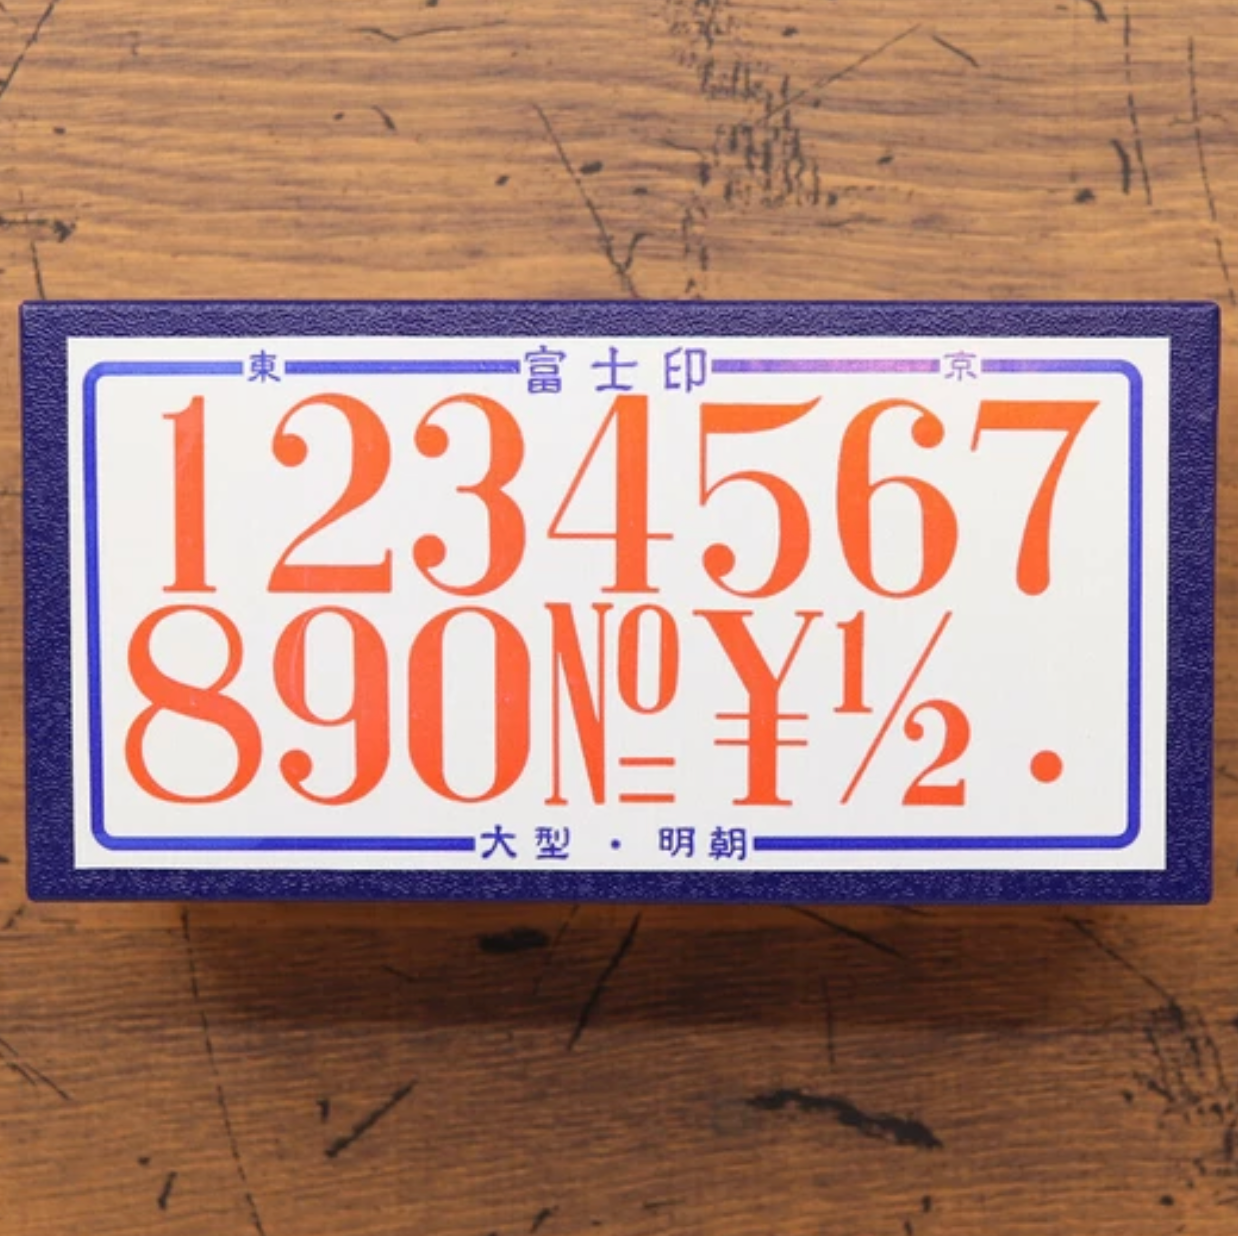 東 富士印 京
1234567
890№¥½.
大型・明朝